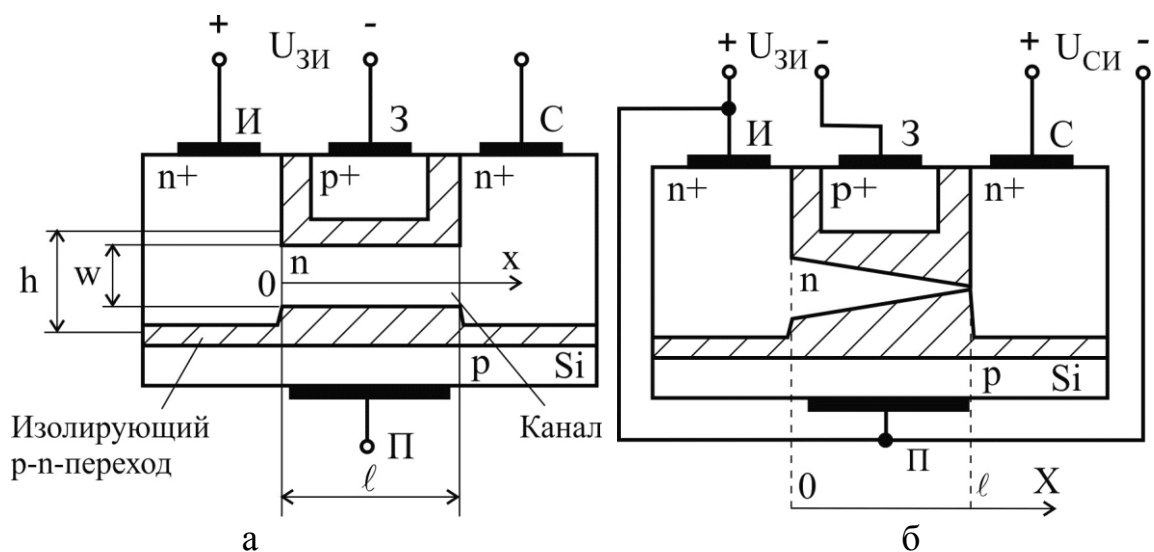 + U_ЗИ -
И З С
n+ p+ n+
h w 0 n x
p Si
Изолирующий
p-n-переход
Канал
П
ℓ
а
+ U_ЗИ - + U_СИ -
И З С
n+ p+ n+
n
p Si
П
0 ℓ X
б